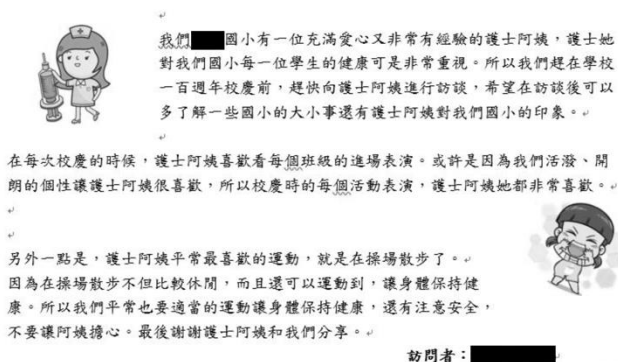 我們 國小有一位充滿愛心又非常有經驗的護士阿姨，護士她
對我們國小每一位學生的健康可是非常重視。所以我們趕在學校
一百週年校慶前，趕快向護士阿姨進行訪談，希望在訪談後可以
多了解一些國小的大小事還有護士阿姨對我們國小的印象。
在每次校慶的時候，護士阿姨喜歡看每個班級的進場表演。或許是因為我們活潑、開
朗的個性讓護士阿姨很喜歡，所以校慶時的每個活動表演，護士阿姨她都非常喜歡。
另外一點是，護士阿姨平常最喜歡的運動，就是在操場散步了。
因為在操場散步不但比較休閒，而且還可以運動到，讓身體保持健
康。所以我們平常也要適當的運動讓身體保持健康，還有注意安全，
不要讓阿姨擔心。最後謝謝護士阿姨和我們分享。
訪問者：